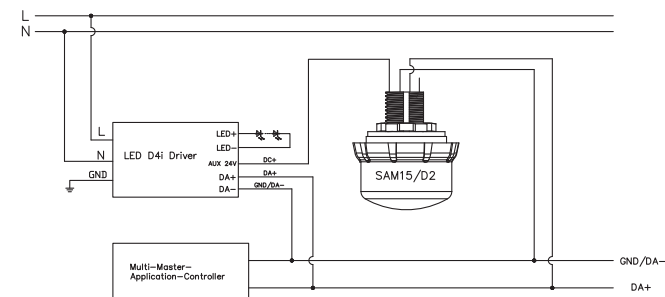 L
N
L
N
GND
LED D4i Driver
LED+
LED-
AUX 24V
DA+
DA-
DC+
DA+
GND/DA-
SAM15/D2
Multi-Master-
Application-Controller
GND/DA-
DA+